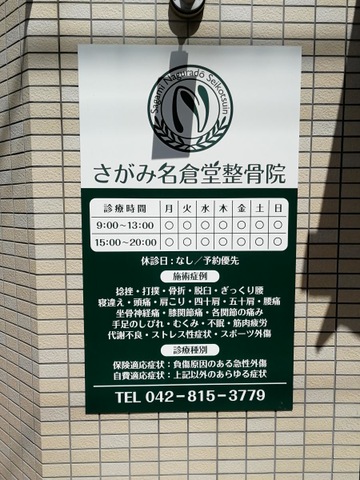 Sagami Nagurado Seikotsuin
さがみ名倉堂整骨院
診療時間 月 火 水 木 金 土 日
9:00~13:00 ○ ○ ○ ○ ○ ○ ○
15:00~20:00 ○ ○ ○ ○ ○ ○ ○
休診日:なし/予約優先
施術症例
捻挫・打撲・骨折・脱臼・ぎっくり腰
寝違え・頭痛・肩こり・四十肩・五十肩・腰痛
坐骨神経痛・膝関節痛・各関節の痛み
手足のしびれ・むくみ・不眠・筋肉疲労
代謝不良・ストレス性症状・スポーツ外傷
診療種別
保険適応症状:負傷原因のある急性外傷
自費適応症状:上記以外のあらゆる症状
TEL 042-815-3779